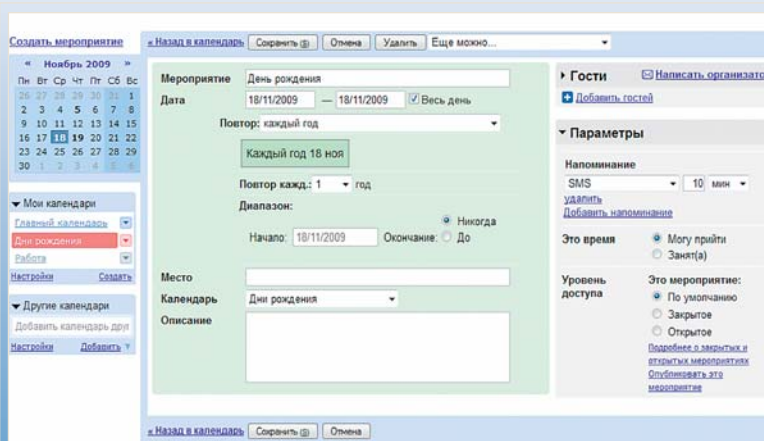 Создать мероприятие
« Назад в календарь Сохранить (S) Отмена Удалить Еще можно...
« Ноябрь 2009 »
Пн Вт Ср Чт Пт Сб Вс
26 27 28 29 30 31 1
2 3 4 5 6 7 8
9 10 11 12 13 14 15
16 17 18 19 20 21 22
23 24 25 26 27 28 29
30 1 2 3 4 5 6
Мои календари
Главный календарь
Дни рождения
Работа
Настройки Создать
Другие календари
Добавить календарь друг
Настройки Добавить
Мероприятие День рождения
Дата 18/11/2009 — 18/11/2009 Весь день
Повтор: каждый год
Каждый год 18 ноя
Повтор кажд.: 1 год
Диапазон:
Начало: 18/11/2009 Окончание: Никогда
До
Место
Календарь Дни рождения
Описание
Гости Написать организато
Добавить гостей
Параметры
Напоминание
SMS 10 мин
удалить
Добавить напоминание
Это время Могу прийти
Занят(а)
Уровень доступа Это мероприятие:
По умолчанию
Закрытое
Открытое
Подробнее о закрытых и
открытых мероприятиях
Опубликовать это
мероприятие
« Назад в календарь Сохранить (S) Отмена